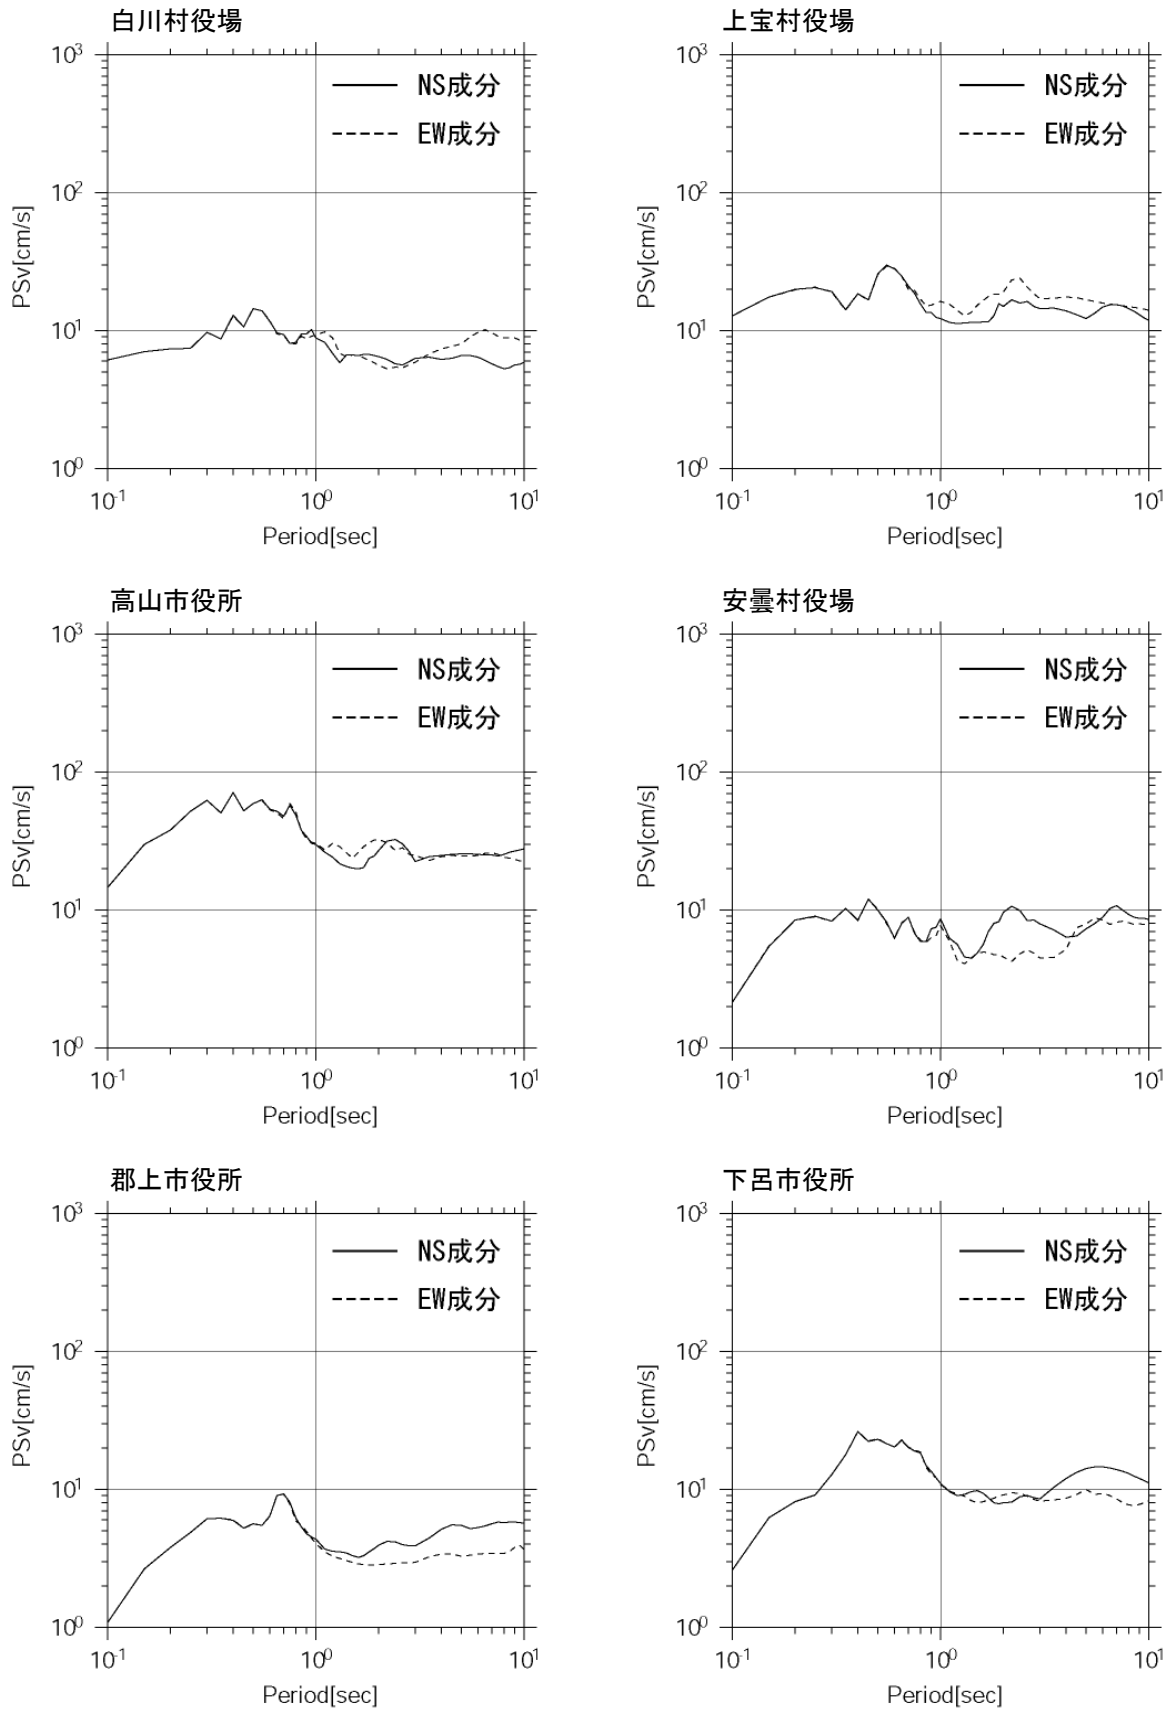 白川村役場
10³
10²
10¹
10⁰
PSv[cm/s]
NS成分
EW成分
10⁻¹ 10⁰ 10¹
Period[sec]
上宝村役場
10³
10²
10¹
10⁰
PSv[cm/s]
NS成分
EW成分
10⁻¹ 10⁰ 10¹
Period[sec]
高山市役所
10³
10²
10¹
10⁰
PSv[cm/s]
NS成分
EW成分
10⁻¹ 10⁰ 10¹
Period[sec]
安曇村役場
10³
10²
10¹
10⁰
PSv[cm/s]
NS成分
EW成分
10⁻¹ 10⁰ 10¹
Period[sec]
郡上市役所
10³
10²
10¹
10⁰
PSv[cm/s]
NS成分
EW成分
10⁻¹ 10⁰ 10¹
Period[sec]
下呂市役所
10³
10²
10¹
10⁰
PSv[cm/s]
NS成分
EW成分
10⁻¹ 10⁰ 10¹
Period[sec]